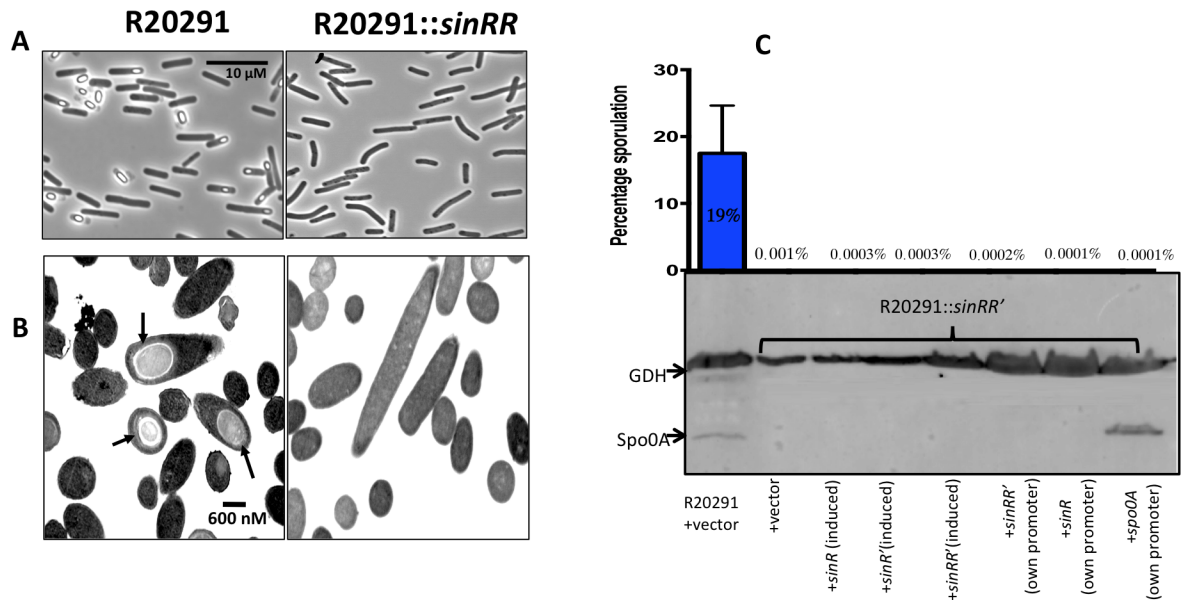 R20291
R20291::sinRR
A
10 µM
B
600 nM
C
Percentage sporulation
30
20
10
0
19%
0.001%
0.0003%
0.0003%
0.0002%
0.0001%
0.0001%
R20291::sinRR′
GDH
Spo0A
R20291
+vector
+vector
+sinR (induced)
+sinR′(induced)
+sinRR′(induced)
+sinRR′
(own promoter)
+sinR
(own promoter)
+spo0A
(own promoter)